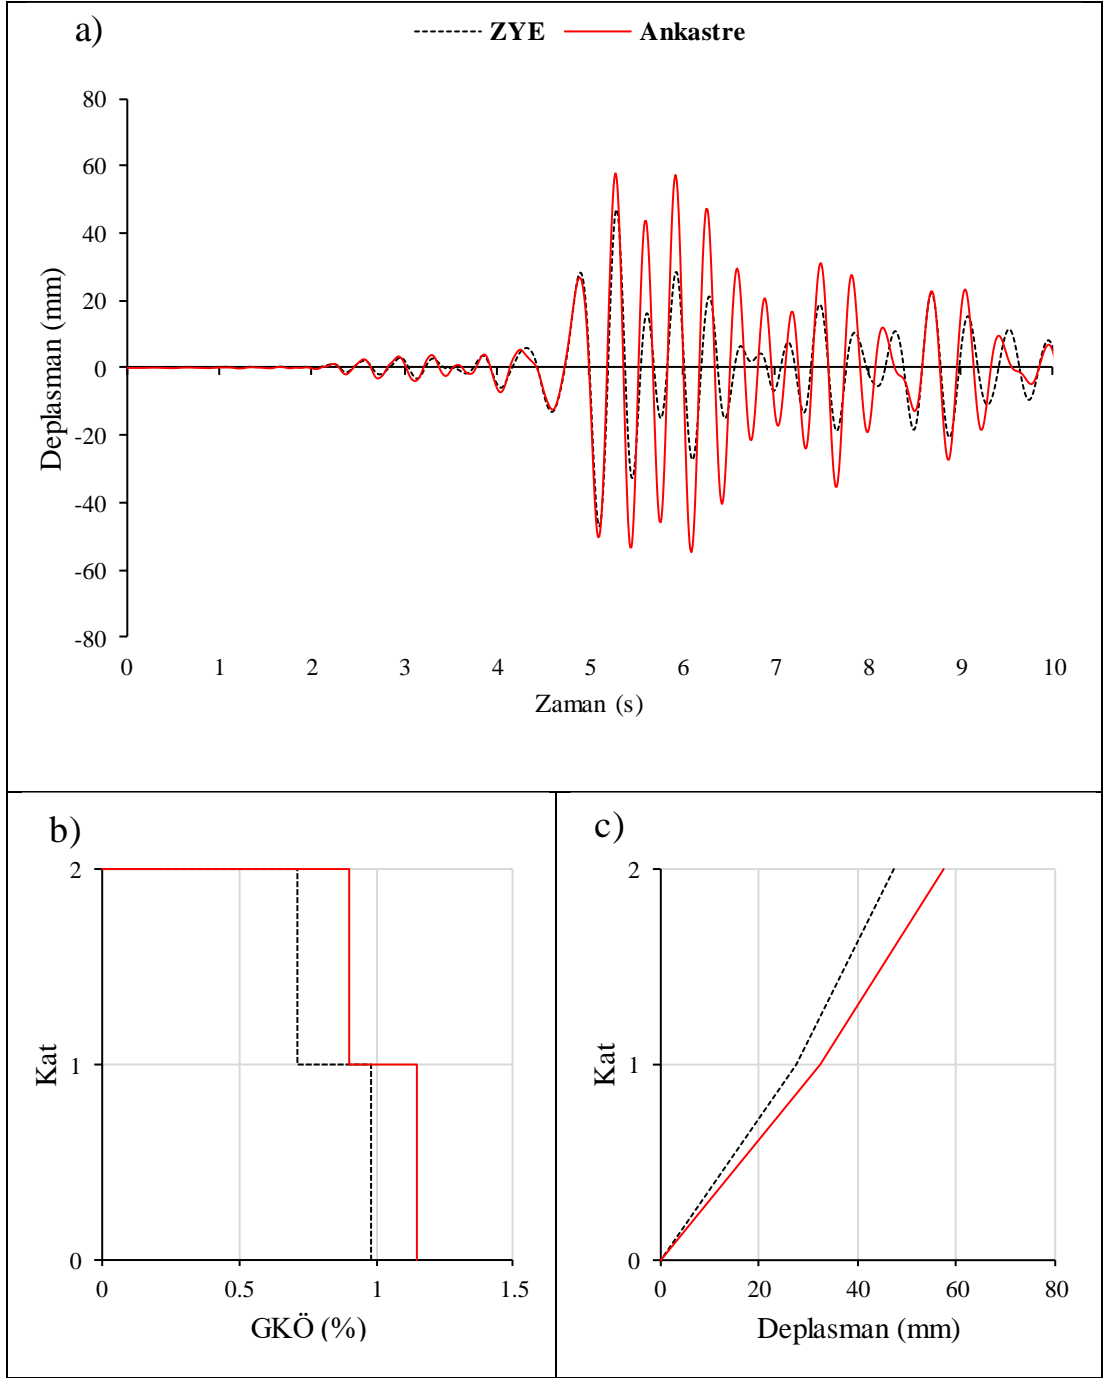 a)
ZYE Ankastre
80
60
40
20
0
-20
-40
-60
-80
Deplasman (mm)
0 1 2 3 4 5 6 7 8 9 10
Zaman (s)
b)
2
1
0
Kat
0 0.5 1 1.5
GKÖ (%)
c)
2
1
0
Kat
0 20 40 60 80
Deplasman (mm)